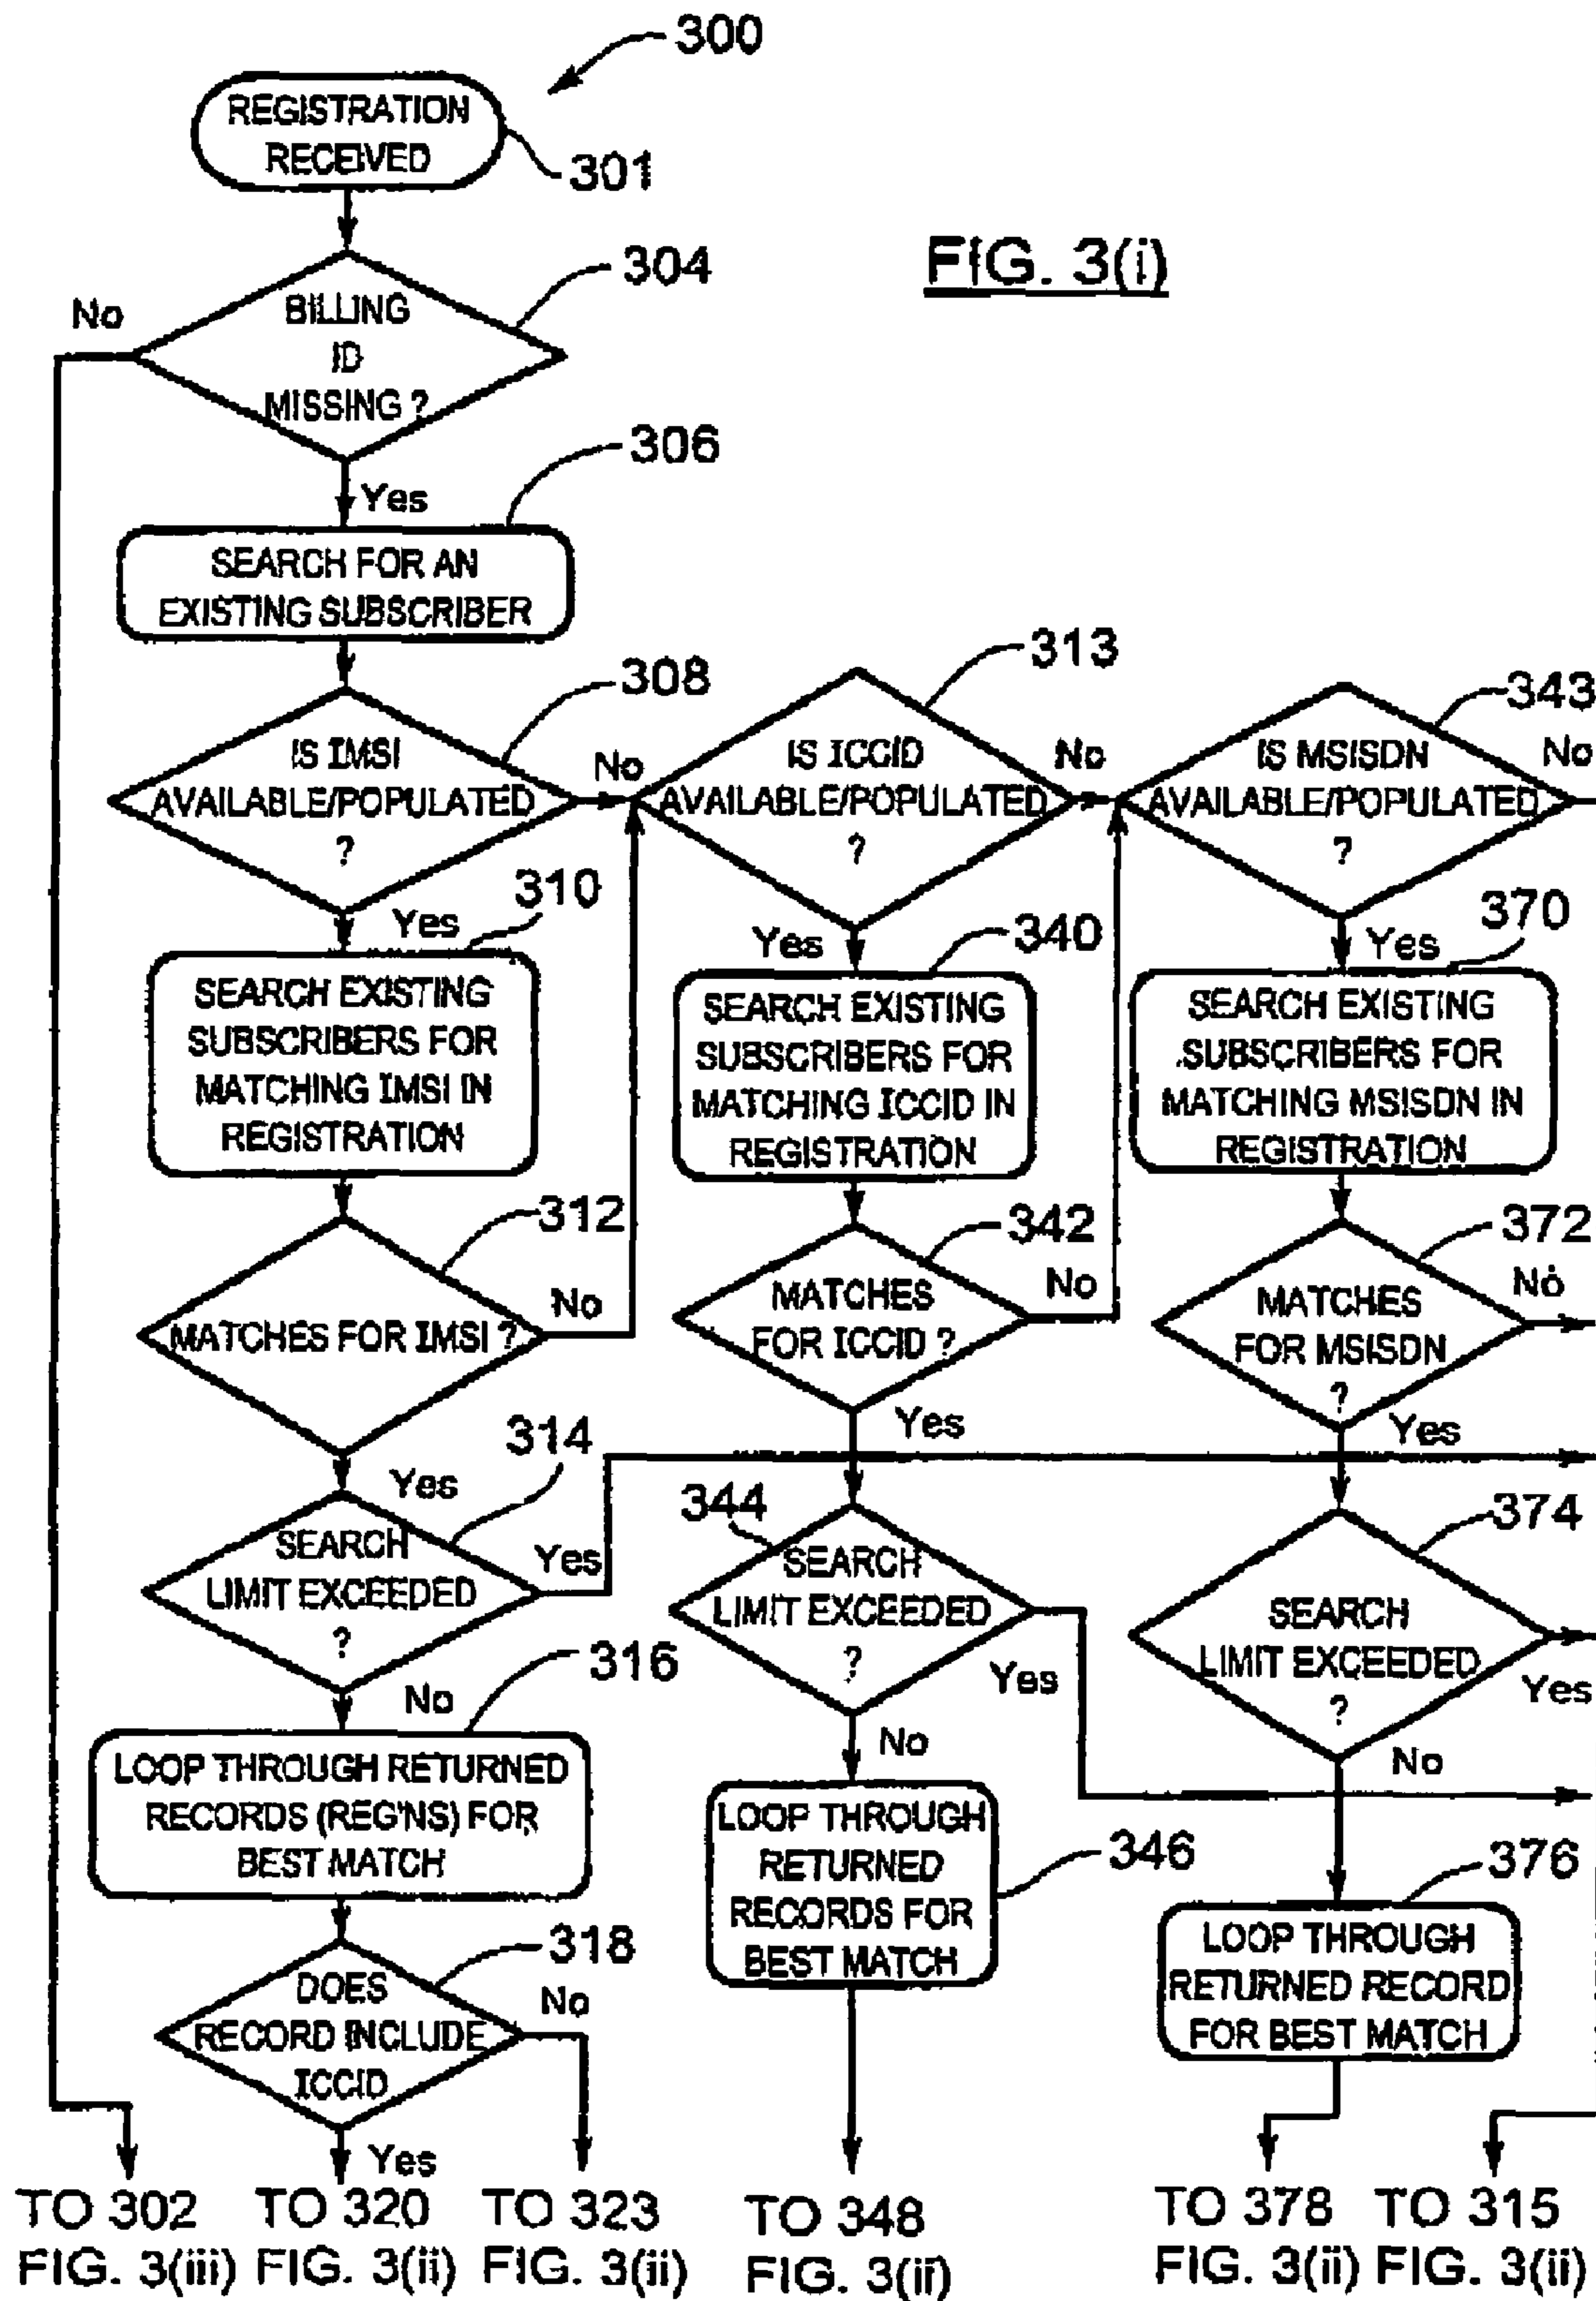 300
REGISTRATION
RECEIVED
301
FIG. 3(i)
304
No
BILLING
ID
MISSING ?
306
Yes
SEARCH FOR AN
EXISTING SUBSCRIBER
308
IS IMSI
AVAILABLE/POPULATED
?
No
313
IS ICCID
AVAILABLE/POPULATED
?
No
343
IS MSISDN
AVAILABLE/POPULATED
?
No
310
Yes
SEARCH EXISTING
SUBSCRIBERS FOR
MATCHING IMSI IN
REGISTRATION
340
Yes
SEARCH EXISTING
SUBSCRIBERS FOR
MATCHING ICCID IN
REGISTRATION
370
Yes
SEARCH EXISTING
SUBSCRIBERS FOR
MATCHING MSISDN IN
REGISTRATION
312
MATCHES FOR IMSI ?
No
342
MATCHES
FOR ICCID ?
No
372
MATCHES
FOR MSISDN
?
No
314
Yes
SEARCH
LIMIT EXCEEDED
?
Yes
Yes
344
SEARCH
LIMIT EXCEEDED
?
Yes
Yes
374
SEARCH
LIMIT EXCEEDED
?
Yes
316
No
LOOP THROUGH RETURNED
RECORDS (REG'NS) FOR
BEST MATCH
No
LOOP THROUGH
RETURNED
RECORDS FOR
BEST MATCH
346
No
376
LOOP THROUGH
RETURNED RECORD
FOR BEST MATCH
318
DOES
RECORD INCLUDE
ICCID
No
Yes
TO 302
FIG. 3(iii)
TO 320
FIG. 3(ii)
TO 323
FIG. 3(ii)
TO 348
FIG. 3(ii)
TO 378
FIG. 3(ii)
TO 315
FIG. 3(ii)